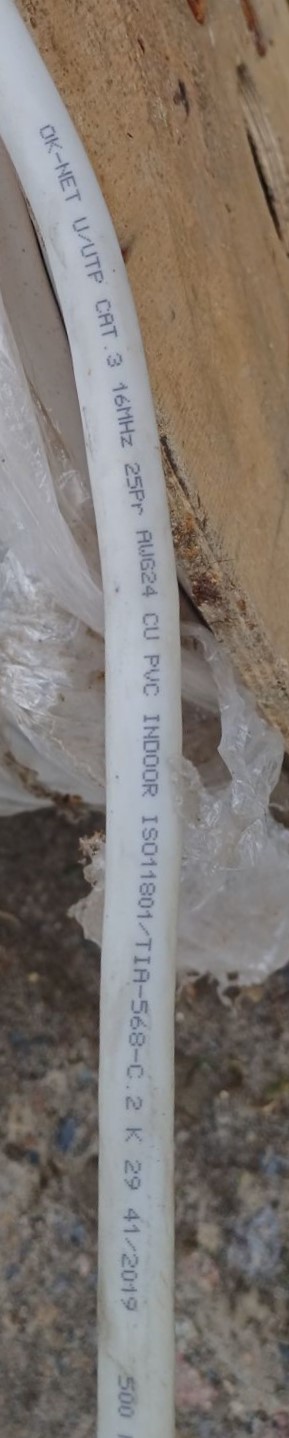 OK-NET U/UTP CAT.3 16MHz 25Pr AWG24 CU PVC INDOOR ISO11801/TIA-568-C.2 K 29 41/2019 500